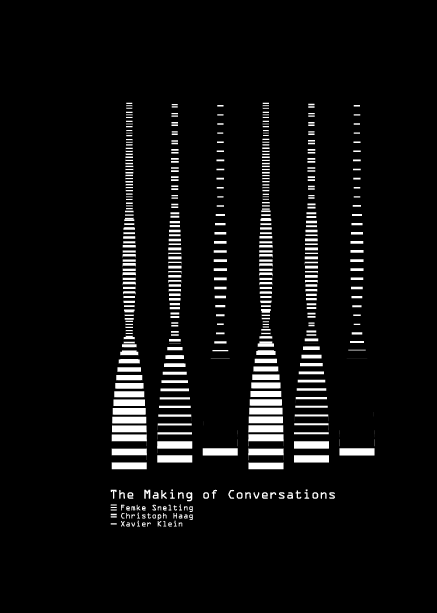 The Making of Conversations
Femke Snelting
Christoph Haag
Xavier Klein